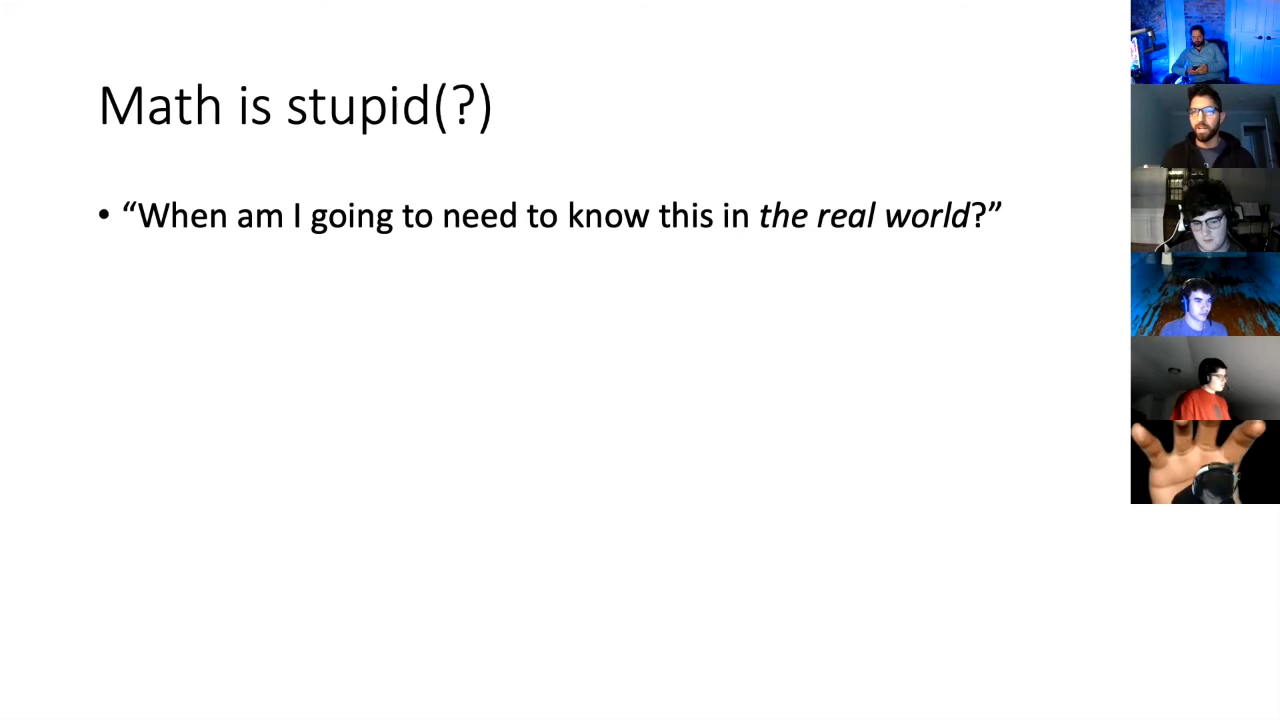 Math is stupid(?)
• “When am I going to need to know this in the real world?”